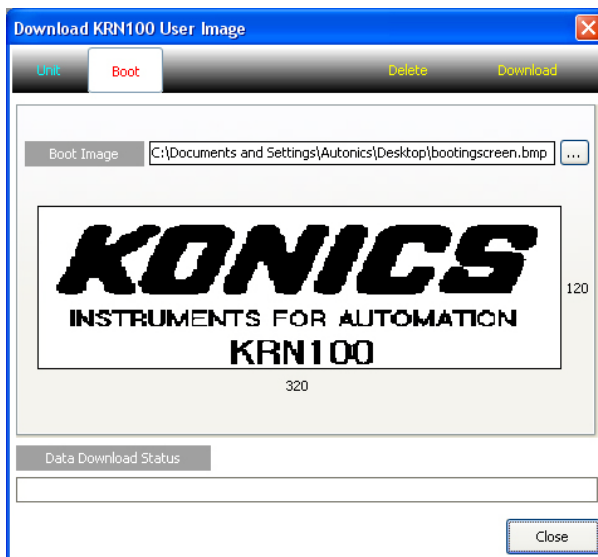 Download KRN100 User Image
Unit Boot Delete Download
Boot Image C:\Documents and Settings\Autonics\Desktop\bootingscreen.bmp ...
KONICS
INSTRUMENTS FOR AUTOMATION
KRN100
120
320
Data Download Status
Close